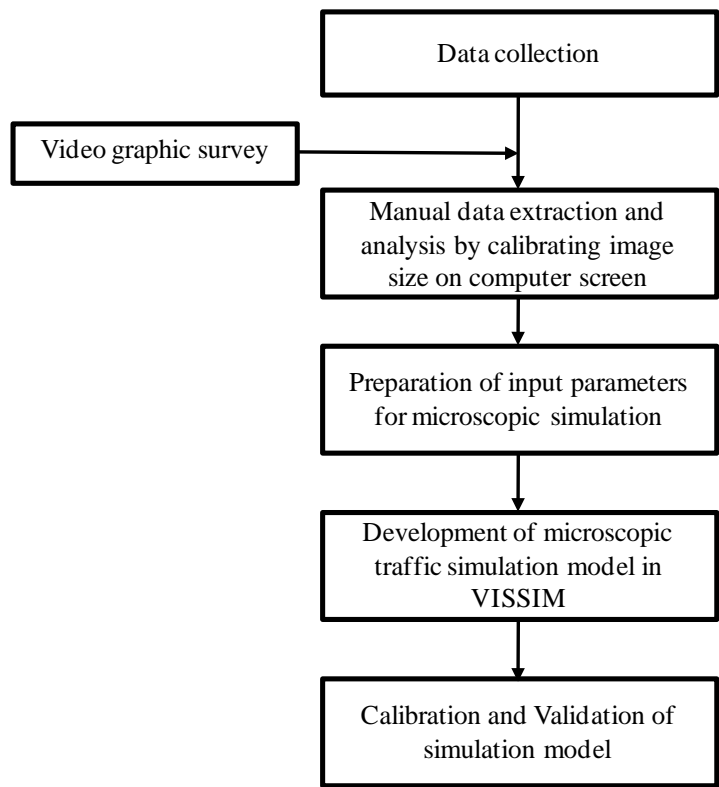 Data collection
Video graphic survey
Manual data extraction and
analysis by calibrating image
size on computer screen
Preparation of input parameters
for microscopic simulation
Development of microscopic
traffic simulation model in
VISSIM
Calibration and Validation of
simulation model